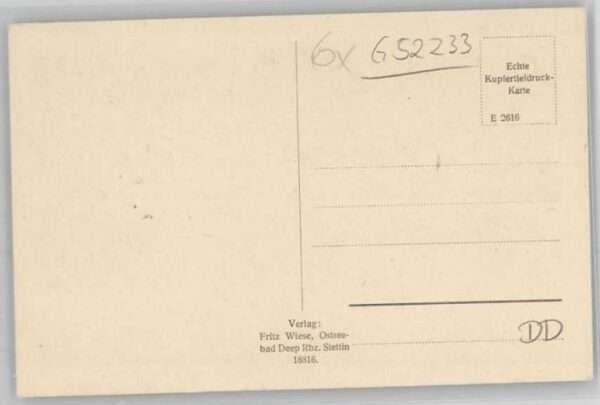 6x G52233
Echte
Kupfertiefdruck-
Karte
E 2616
Verlag:
Fritz Wiese, Ostsee-
bad Deep Rbz. Stettin
16816.
DD